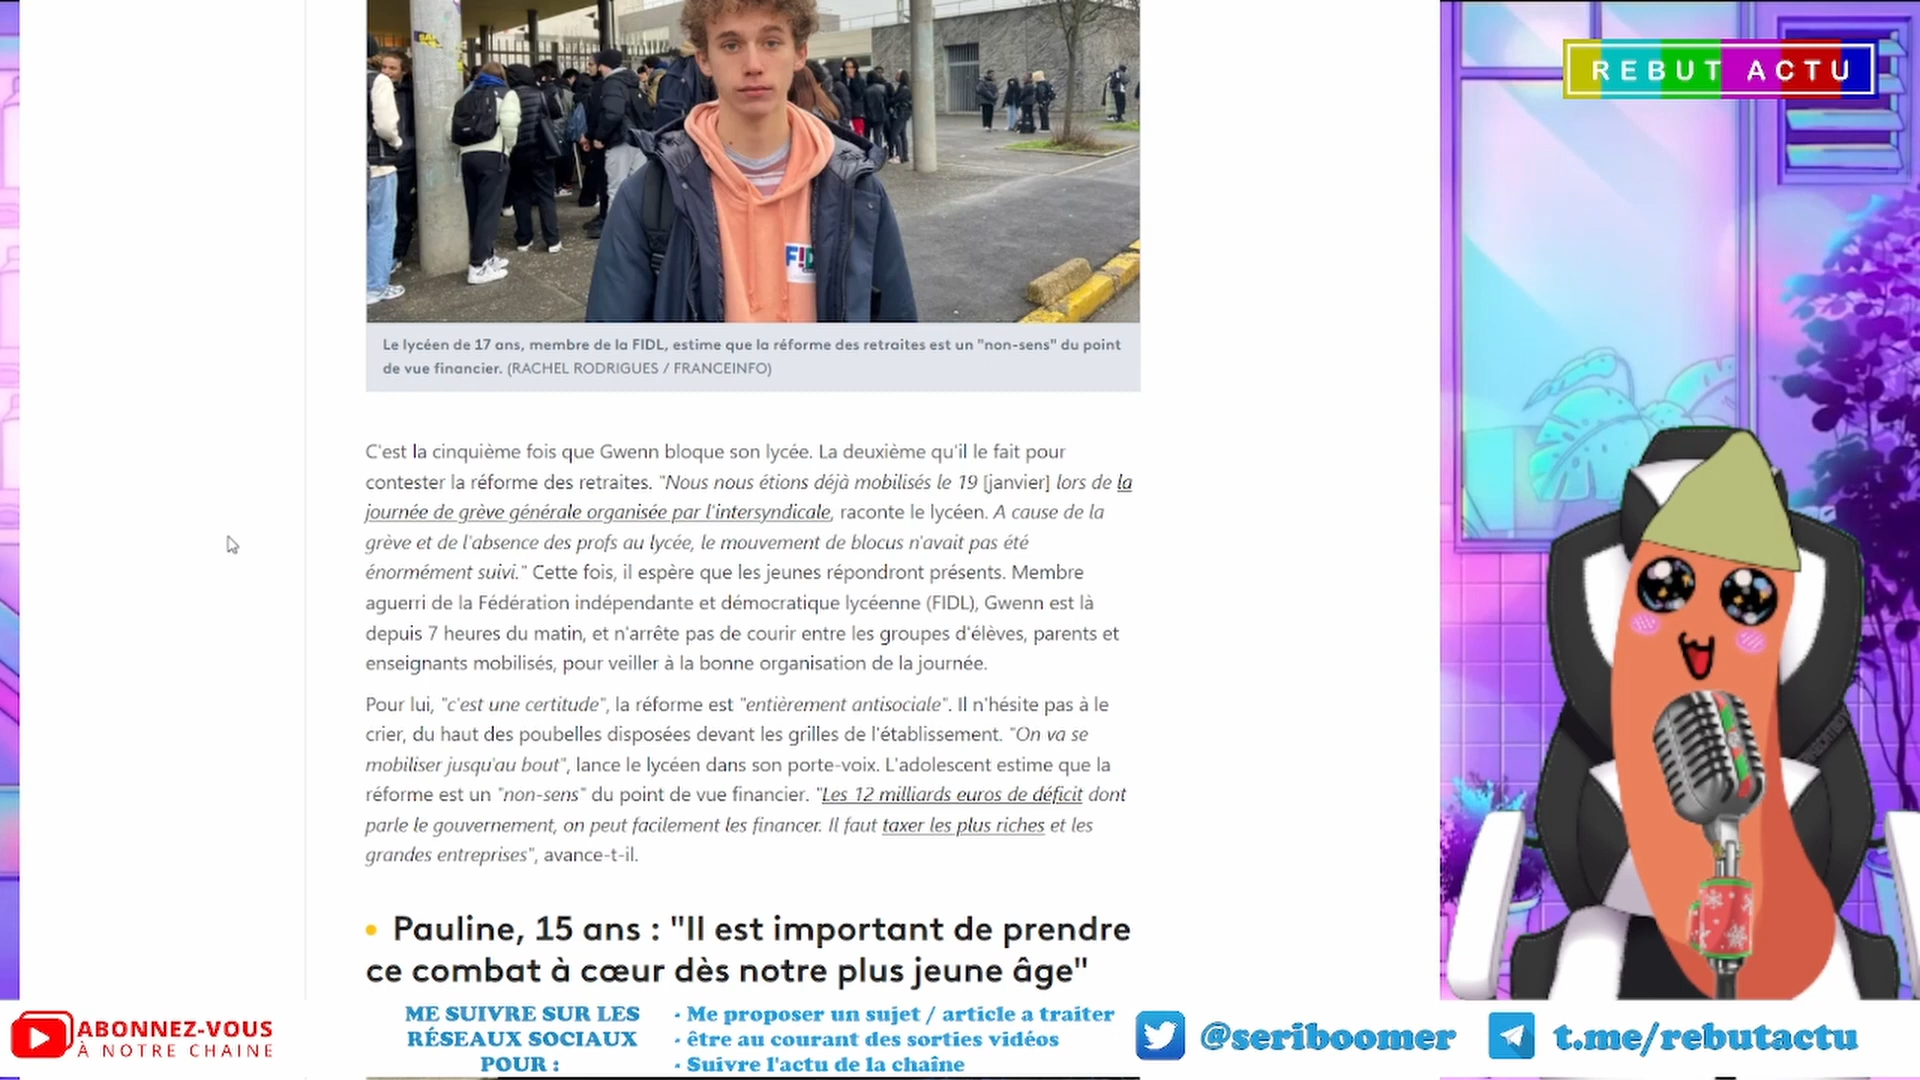 REBUT ACTU
Le lycéen de 17 ans, membre de la FIDL, estime que la réforme des retraites est un "non-sens" du point
de vue financier. (RACHEL RODRIGUES / FRANCEINFO)
C'est la cinquième fois que Gwenn bloque son lycée. La deuxième qu'il le fait pour
contester la réforme des retraites. "Nous nous étions déjà mobilisés le 19 [janvier] lors de la
journée de grève générale organisée par l'intersyndicale, raconte le lycéen. A cause de la
grève et de l'absence des profs au lycée, le mouvement de blocus n'avait pas été
énormément suivi." Cette fois, il espère que les jeunes répondront présents. Membre
aguerri de la Fédération indépendante et démocratique lycéenne (FIDL), Gwenn est là
depuis 7 heures du matin, et n'arrête pas de courir entre les groupes d'élèves, parents et
enseignants mobilisés, pour veiller à la bonne organisation de la journée.
Pour lui, "c'est une certitude", la réforme est "entièrement antisociale". Il n'hésite pas à le
crier, du haut des poubelles disposées devant les grilles de l'établissement. "On va se
mobiliser jusqu'au bout", lance le lycéen dans son porte-voix. L'adolescent estime que la
réforme est un "non-sens" du point de vue financier. "Les 12 milliards euros de déficit dont
parle le gouvernement, on peut facilement les financer. Il faut taxer les plus riches et les
grandes entreprises", avance-t-il.
• Pauline, 15 ans : "Il est important de prendre
ce combat à cœur dès notre plus jeune âge"
ABONNEZ-VOUS
À NOTRE CHAINE
ME SUIVRE SUR LES
RÉSEAUX SOCIAUX
POUR :
- Me proposer un sujet / article a traiter
- être au courant des sorties vidéos
- Suivre l'actu de la chaîne
@seriboomer
t.me/rebutactu